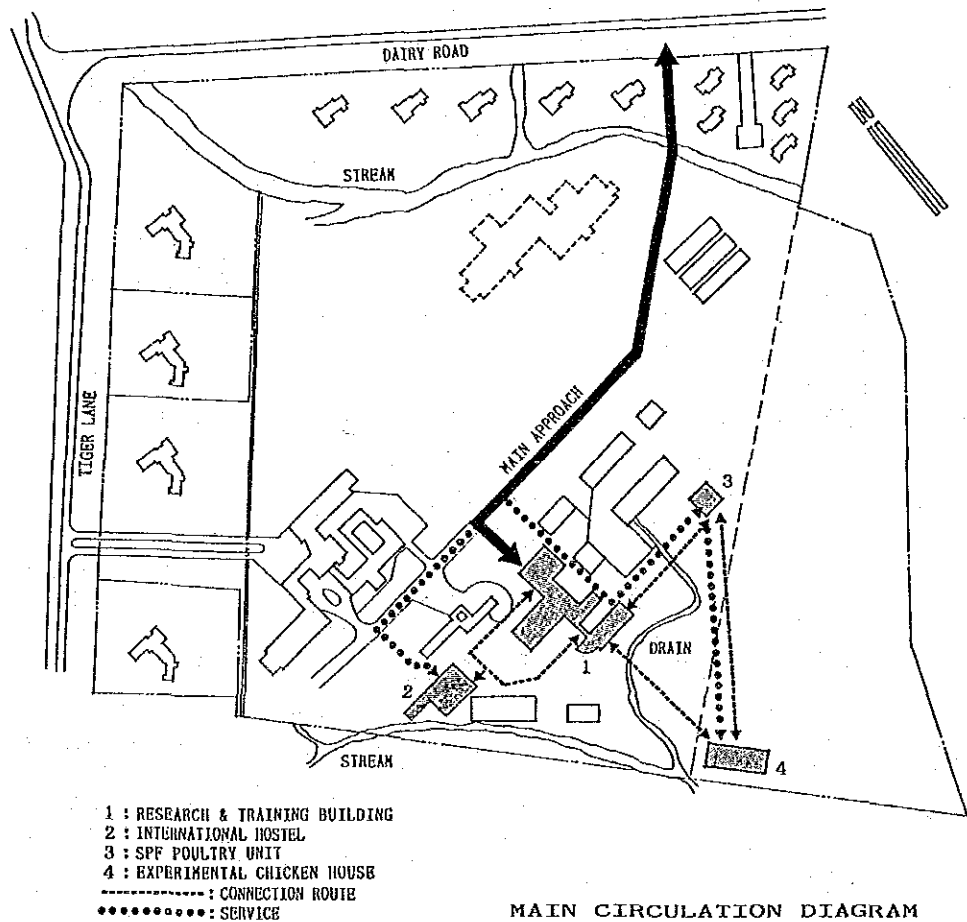 DAIRY ROAD
STREAM
TIGER LANE
MAIN APPROACH
3
DRAIN
1
2
4
STREAM
1 : RESEARCH & TRAINING BUILDING
2 : INTERNATIONAL HOSTEL
3 : SPF POULTRY UNIT
4 : EXPERIMENTAL CHICKEN HOUSE
: CONNECTION ROUTE
: SERVICE
MAIN CIRCULATION DIAGRAM